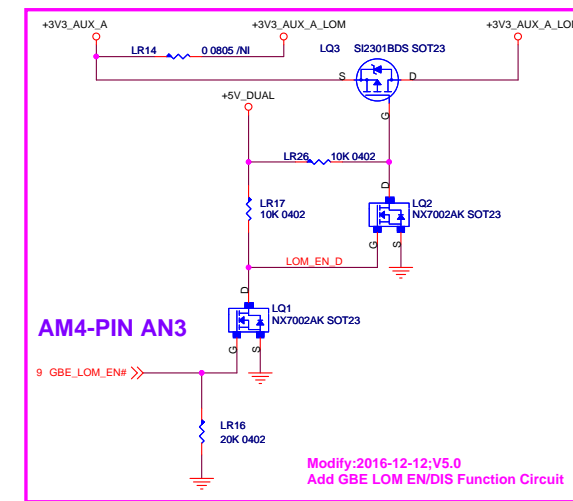 +3V3_AUX_A
+3V3_AUX_A_LOM
+3V3_AUX_A_LOM
LR14
0 0805 /NI
LQ3
SI2301BDS SOT23
S
D
G
+5V_DUAL
LR26
10K 0402
LR17
10K 0402
D
LQ2
NX7002AK SOT23
G
S
LOM_EN_D
D
LQ1
NX7002AK SOT23
G
S
AM4-PIN AN3
9 GBE_LOM_EN#
LR16
20K 0402
Modify:2016-12-12;V5.0
Add GBE LOM EN/DIS Function Circuit